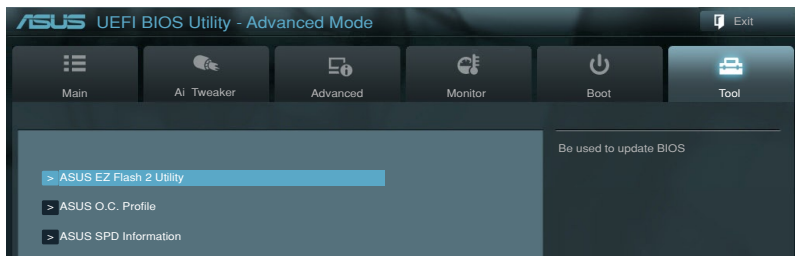 ASUS UEFI BIOS Utility - Advanced Mode
Exit
Main
Ai Tweaker
Advanced
Monitor
Boot
Tool
Be used to update BIOS
> ASUS EZ Flash 2 Utility
> ASUS O.C. Profile
> ASUS SPD Information